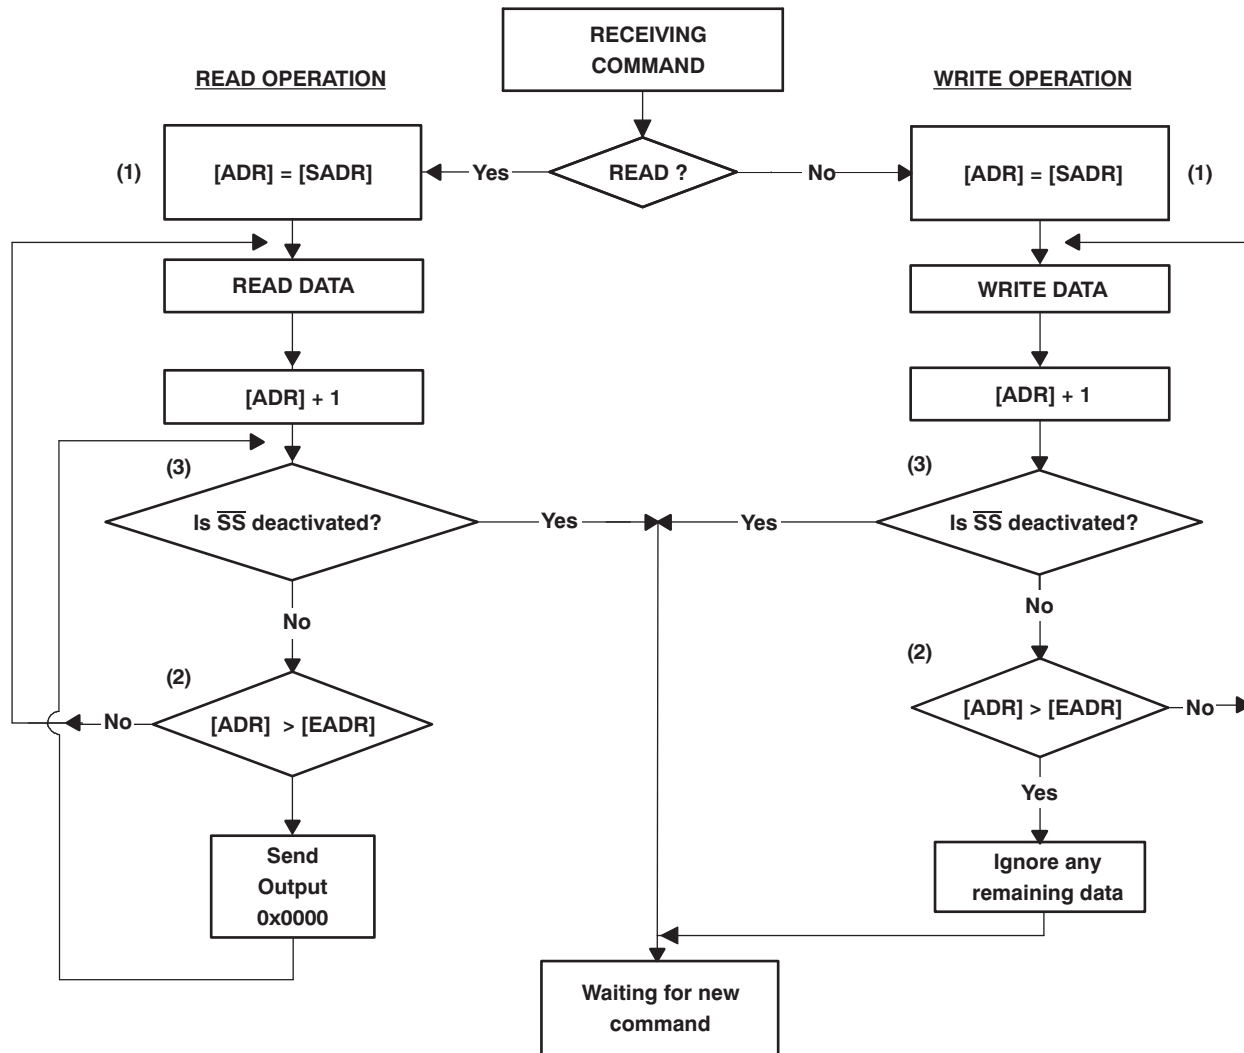 RECEIVING
COMMAND
READ OPERATION
WRITE OPERATION
(1)
[ADR] = [SADR]
Yes
READ ?
No
[ADR] = [SADR]
(1)
READ DATA
WRITE DATA
[ADR] + 1
[ADR] + 1
(3)
(3)
Is S̅S̅ deactivated?
Yes
Yes
Is S̅S̅ deactivated?
No
No
(2)
(2)
No
[ADR] > [EADR]
[ADR] > [EADR]
No
Yes
Send
Output
0x0000
Ignore any
remaining data
Waiting for new
command